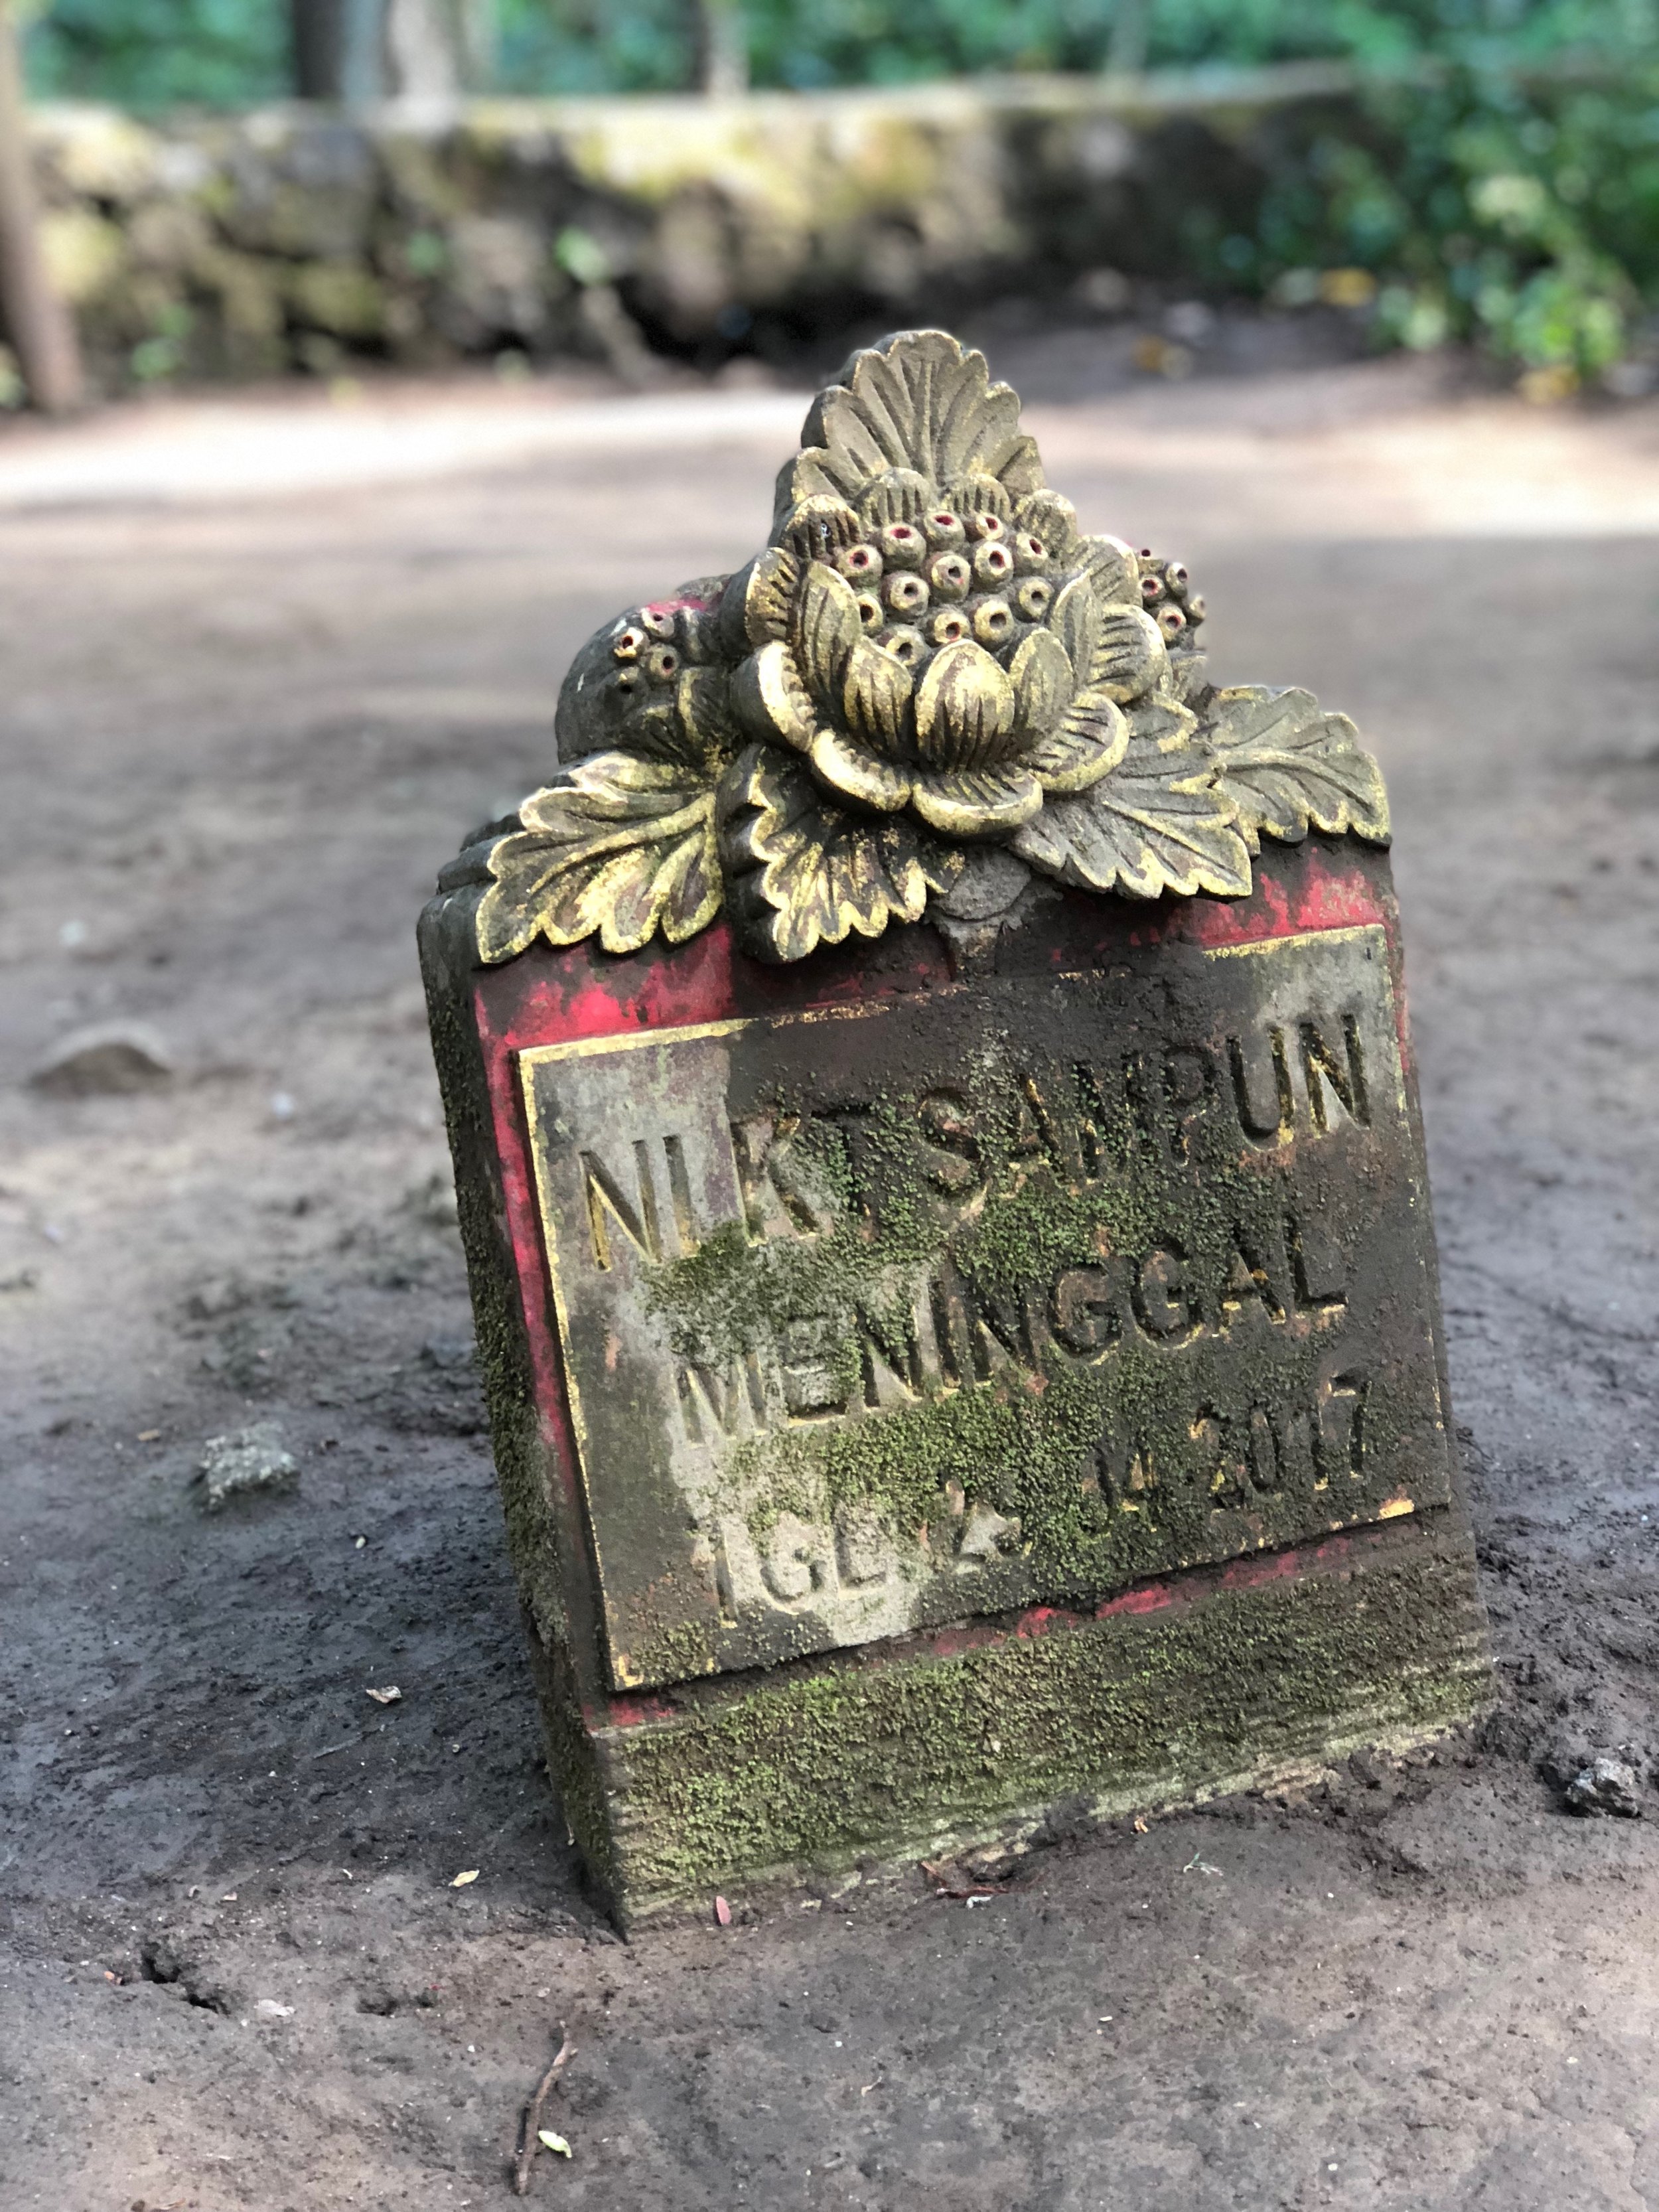 NI KT SAMPUN
MENINGGAL
TGL 2017